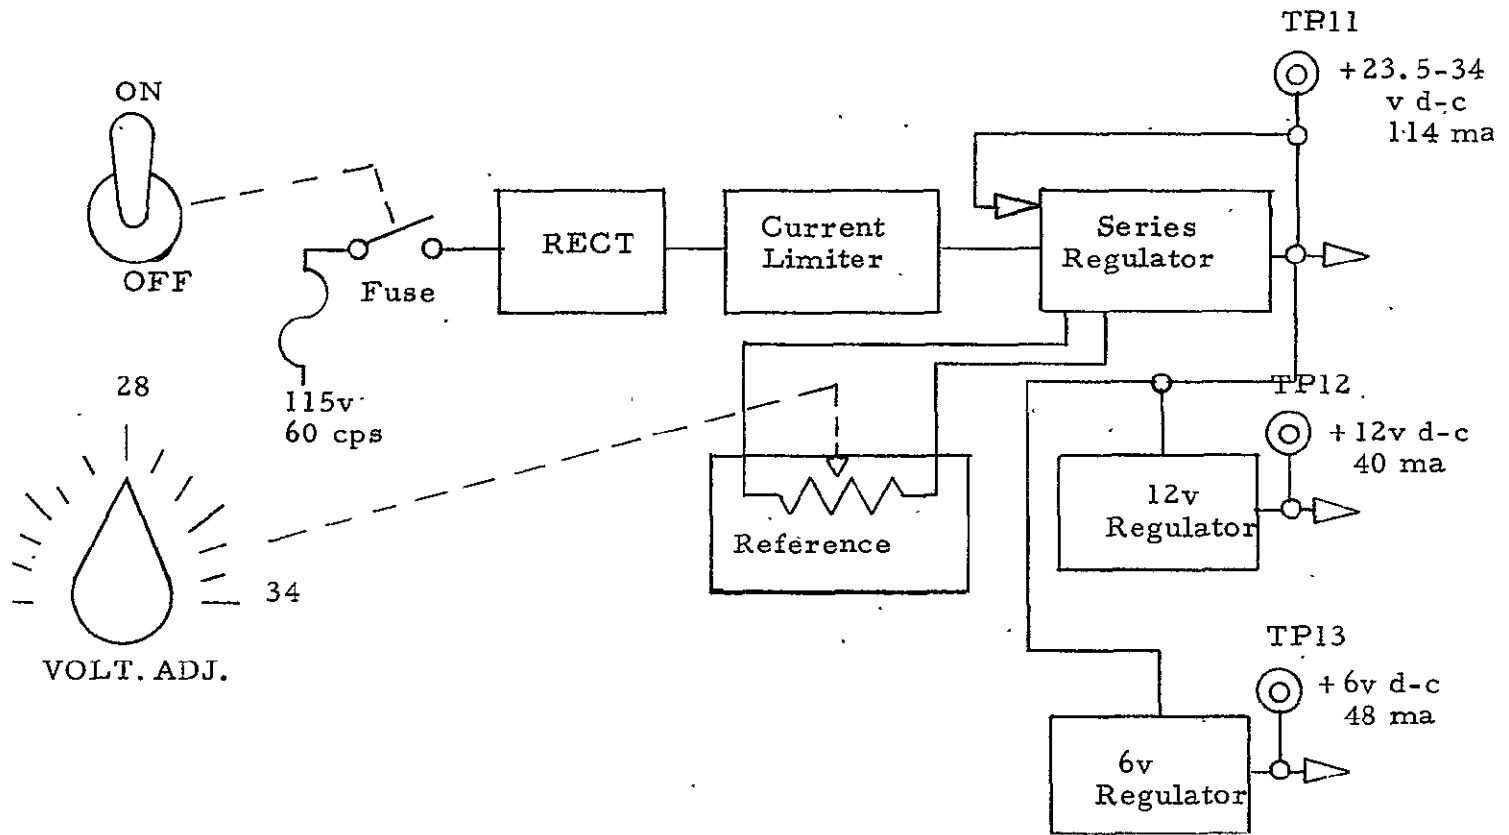 TP11
+23.5-34
v d-c
114 ma
ON
OFF
Fuse
115v
60 cps
RECT
Current
Limiter
Series
Regulator
28
34
VOLT. ADJ.
Reference
TP12
+12v d-c
40 ma
12v
Regulator
TP13
+6v d-c
48 ma
6v
Regulator